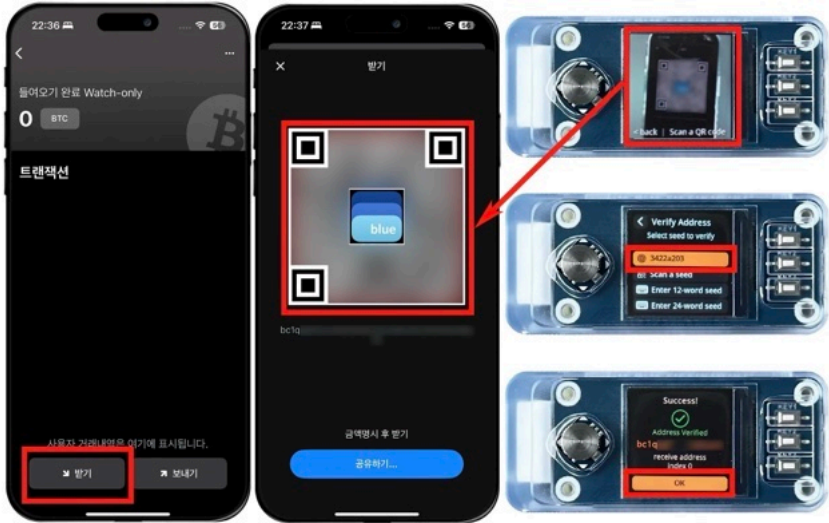 22:36
들여오기 완료 Watch-only
0 BTC
트랜잭션
사용자 거래내역은 여기에 표시됩니다.
받기
보내기
22:37
받기
blue
bc1q
금액명시 후 받기
공유하기...
< back | Scan a QR code
KEY1
Verify Address
Select seed to verify
5422a203
Scan a seed
Enter 12-word seed
Enter 24-word seed
KEY1
Success!
Address Verified
bc1q
receive address
index 0
OK
KEY1